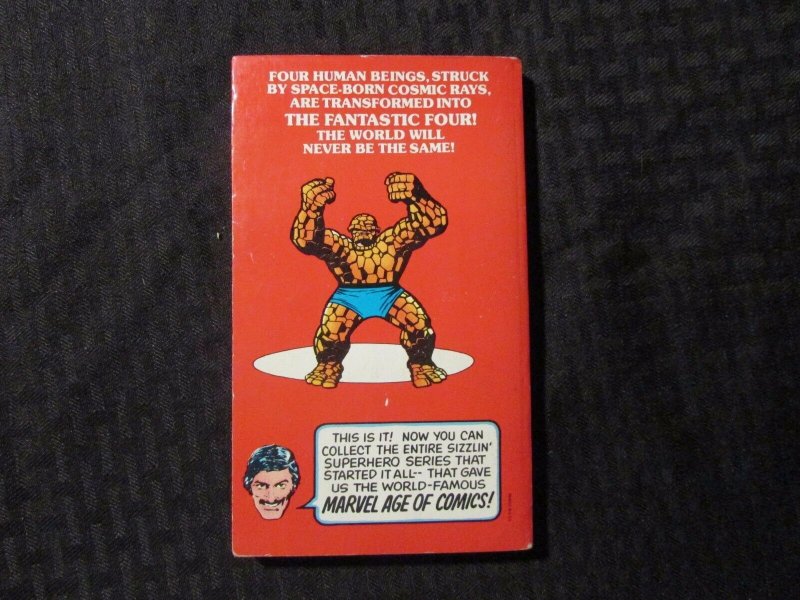 FOUR HUMAN BEINGS, STRUCK
BY SPACE-BORN COSMIC RAYS,
ARE TRANSFORMED INTO
THE FANTASTIC FOUR!
THE WORLD WILL
NEVER BE THE SAME!
THIS IS IT! NOW YOU CAN
COLLECT THE ENTIRE SIZZLIN'
SUPERHERO SERIES THAT
STARTED IT ALL-- THAT GAVE
US THE WORLD-FAMOUS
MARVEL AGE OF COMICS!